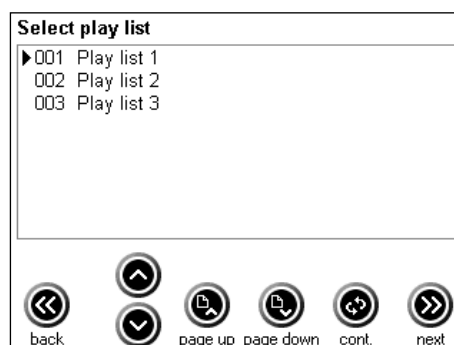 Select play list
001 Play list 1
002 Play list 2
003 Play list 3
back page up page down cont. next